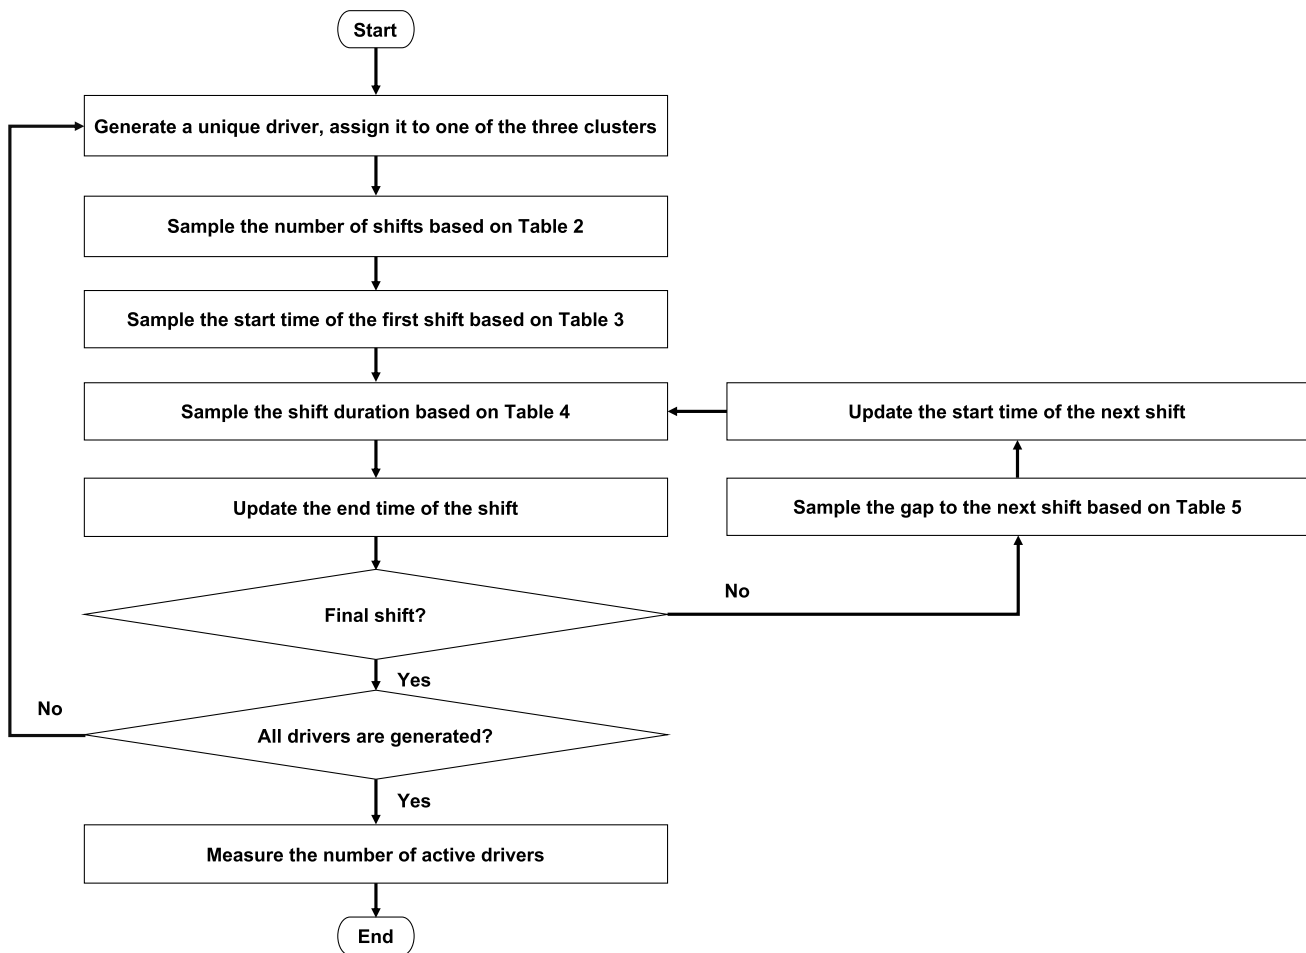 Start
Generate a unique driver, assign it to one of the three clusters
Sample the number of shifts based on Table 2
Sample the start time of the first shift based on Table 3
Sample the shift duration based on Table 4
Update the start time of the next shift
Update the end time of the shift
Sample the gap to the next shift based on Table 5
Final shift?
No
Yes
No
All drivers are generated?
Yes
Measure the number of active drivers
End